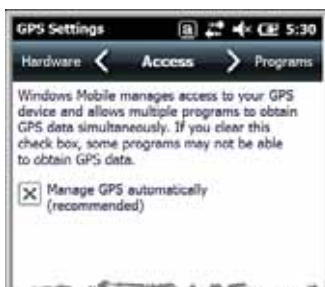 GPS Settings 5:30
Hardware Access Programs
Windows Mobile manages access to your GPS
device and allows multiple programs to obtain
GPS data simultaneously. If you clear this
check box, some programs may not be able
to obtain GPS data.
Manage GPS automatically
(recommended)